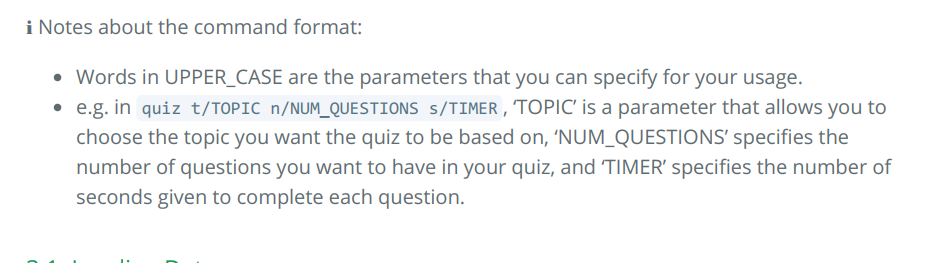 i Notes about the command format:
• Words in UPPER_CASE are the parameters that you can specify for your usage.
• e.g. in quiz t/TOPIC n/NUM_QUESTIONS s/TIMER, ‘TOPIC’ is a parameter that allows you to
choose the topic you want the quiz to be based on, ‘NUM_QUESTIONS’ specifies the
number of questions you want to have in your quiz, and ‘TIMER’ specifies the number of
seconds given to complete each question.